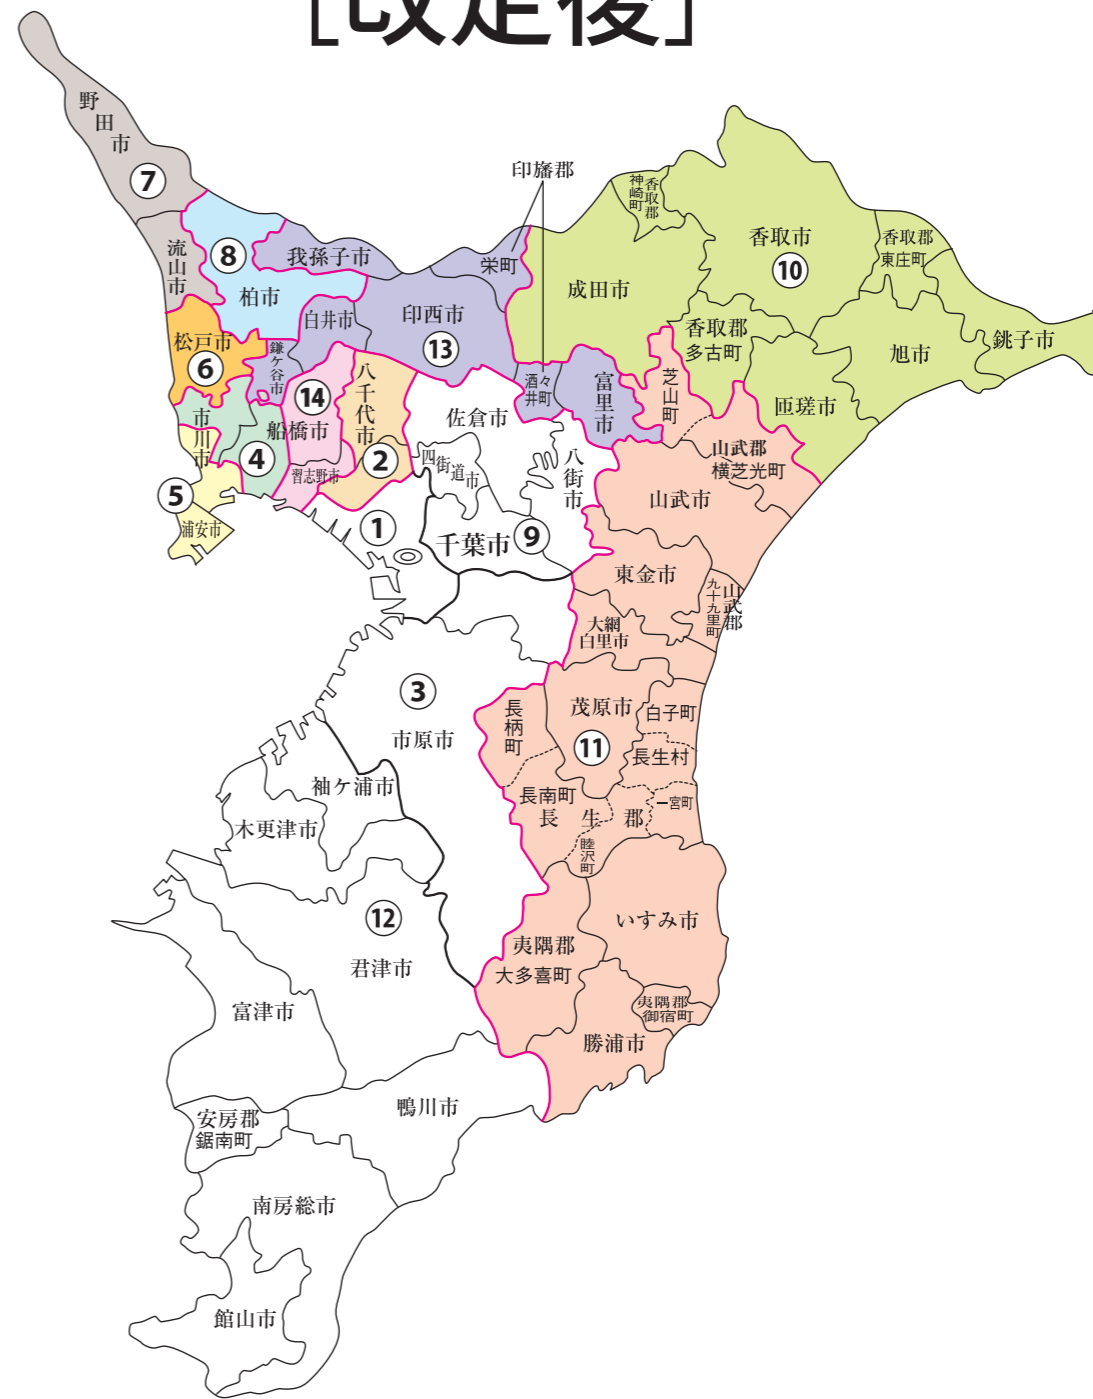 [改定後]
野田市
⑦
流山市
⑧
柏市
我孫子市
印旛郡
栄町
松戸市
⑥
白井市
鎌ケ谷市
印西市
⑬
成田市
香取郡
神崎町
香取市
⑩
香取郡
東庄町
銚子市
旭市
香取郡
多古町
匝瑳市
市川市
④
⑤
浦安市
⑭
船橋市
習志野市
八千代市
②
佐倉市
酒々井町
富里市
芝山町
山武郡
横芝光町
四街道市
八街市
①
千葉市
⑨
山武市
東金市
山武郡
九十九里町
大網
白里市
③
市原市
長柄町
茂原市
⑪
白子町
長生村
一宮町
長南町
長生郡
睦沢町
袖ケ浦市
木更津市
⑫
君津市
富津市
いすみ市
夷隅郡
大多喜町
夷隅郡
御宿町
勝浦市
鴨川市
安房郡
鋸南町
南房総市
館山市